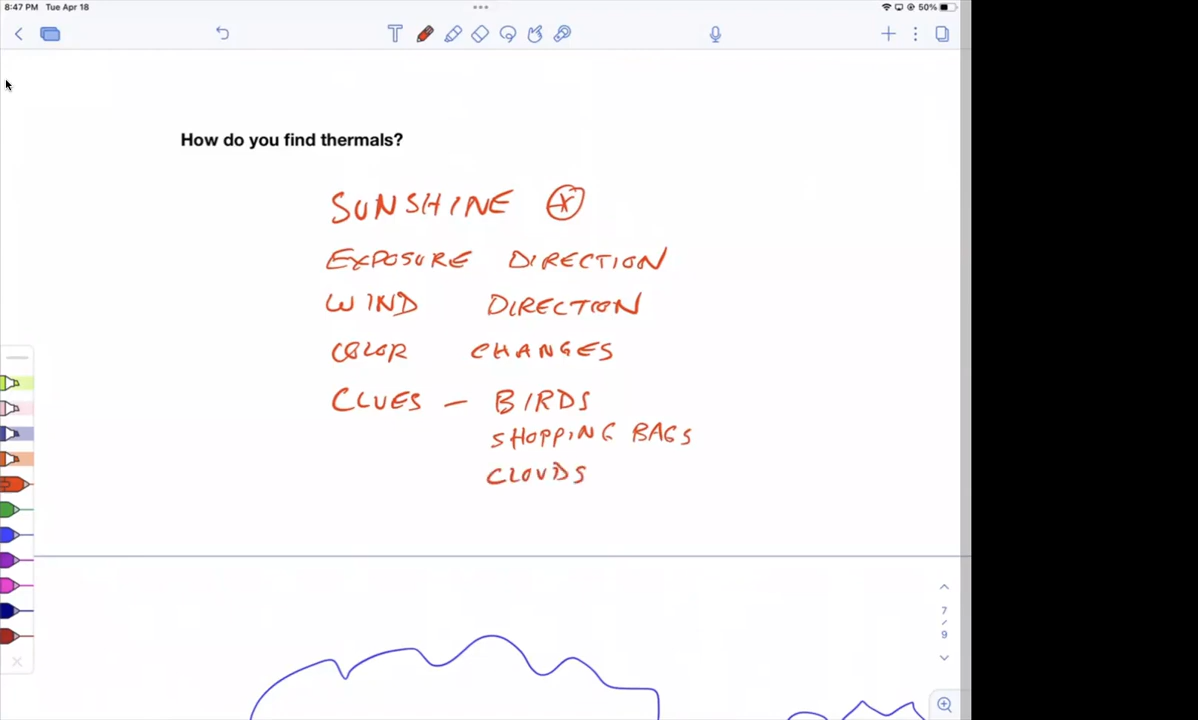 8:47 PM Tue Apr 18
50%
How do you find thermals?
SUNSHINE
EXPOSURE DIRECTION
WIND DIRECTION
COLOR CHANGES
CLUES - BIRDS
SHOPPING BAGS
CLOUDS
7
/
9